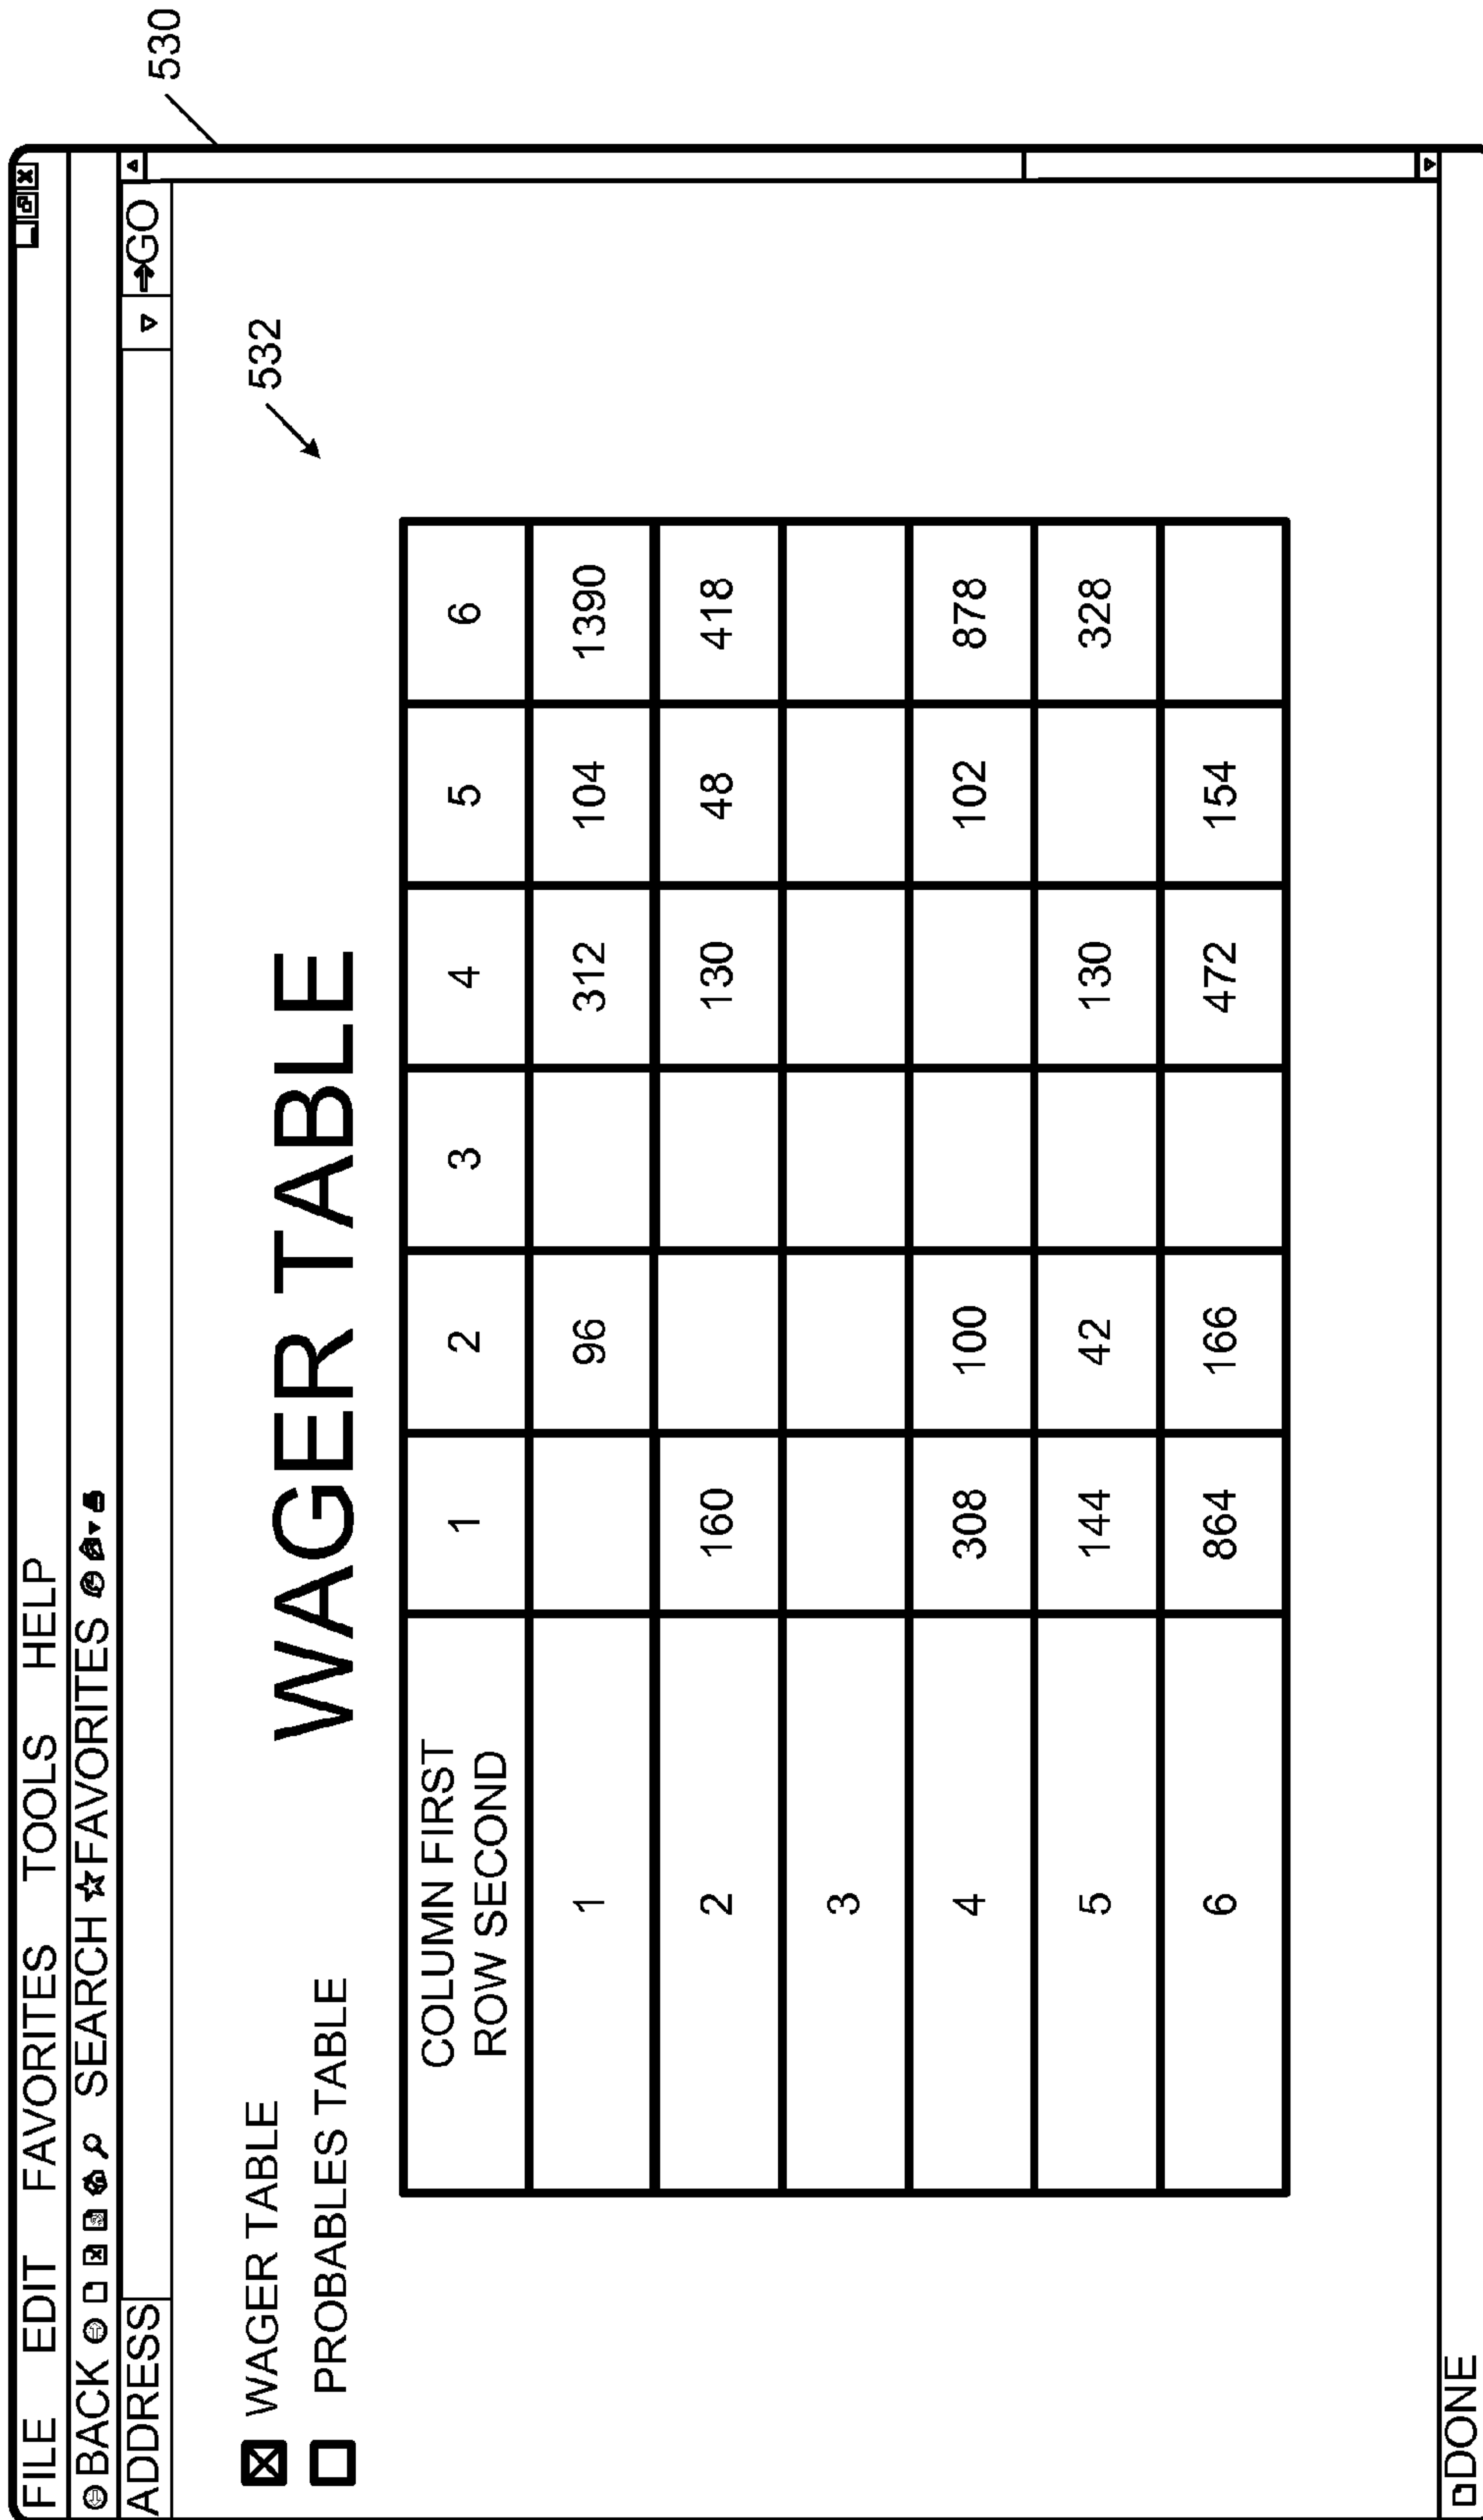 FILE EDIT FAVORITES TOOLS HELP
BACK SEARCH FAVORITES
ADDRESS GO
530
WAGER TABLE
PROBABLES TABLE
WAGER TABLE
532
COLUMN FIRST
ROW SECOND
1 2 3 4 5 6
1 96 312 104 1390
2 160 130 48 418
3
4 308 100 102 878
5 144 42 130 328
6 864 166 472 154
DONE